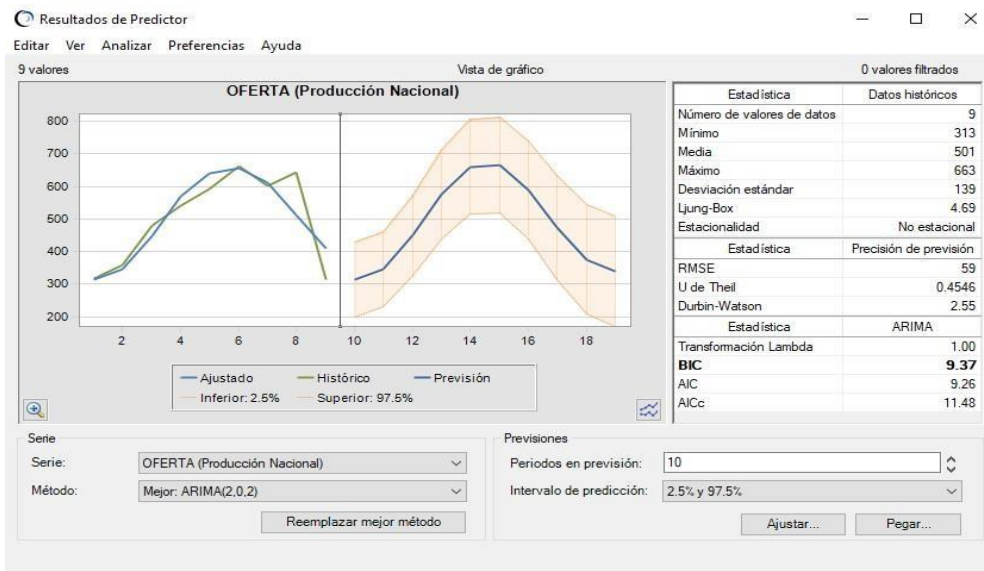 Resultados de Predictor
Editar Ver Analizar Preferencias Ayuda
9 valores Vista de gráfico 0 valores filtrados
OFERTA (Producción Nacional)
800
700
600
500
400
300
200
2 4 6 8 10 12 14 16 18
Ajustado Histórico Previsión
Inferior: 2.5% Superior: 97.5%
Estadística Datos históricos
Número de valores de datos 9
Mínimo 313
Media 501
Máximo 663
Desviación estándar 139
Ljung-Box 4.69
Estacionalidad No estacional
Estadística Precisión de previsión
RMSE 59
U de Theil 0.4546
Durbin-Watson 2.55
Estadística ARIMA
Transformación Lambda 1.00
BIC 9.37
AIC 9.26
AICc 11.48
Serie
Serie: OFERTA (Producción Nacional)
Método: Mejor: ARIMA(2,0,2)
Reemplazar mejor método
Previsiones
Periodos en previsión: 10
Intervalo de predicción: 2.5% y 97.5%
Ajustar... Pegar...